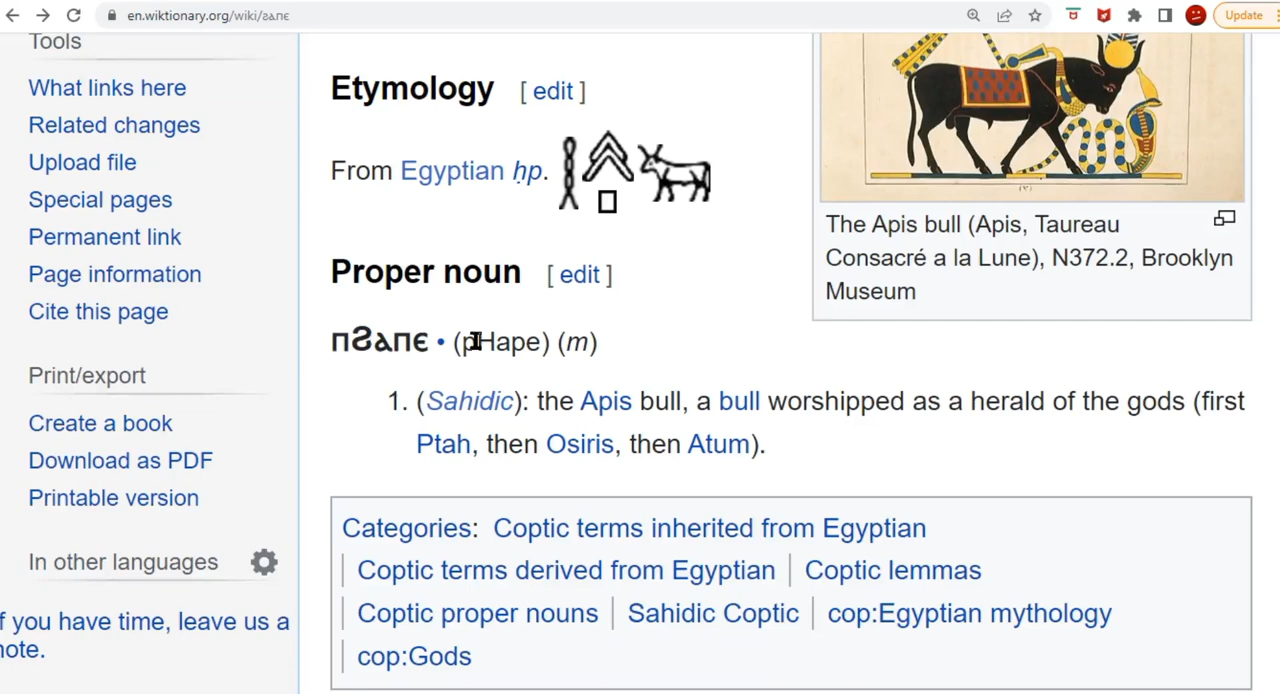 en.wiktionary.org/wiki/ϩⲁⲡⲉ
Update
Tools
What links here
Related changes
Upload file
Special pages
Permanent link
Page information
Cite this page
Print/export
Create a book
Download as PDF
Printable version
In other languages
f you have time, leave us a
note.
Etymology [ edit ]
From Egyptian ḥp.
Proper noun [ edit ]
ⲡϨⲁⲡⲉ • (pHape) (m)
1. (Sahidic): the Apis bull, a bull worshipped as a herald of the gods (first
Ptah, then Osiris, then Atum).
The Apis bull (Apis, Taureau
Consacré a la Lune), N372.2, Brooklyn
Museum
Categories: Coptic terms inherited from Egyptian
Coptic terms derived from Egyptian | Coptic lemmas
Coptic proper nouns | Sahidic Coptic | cop:Egyptian mythology
cop:Gods